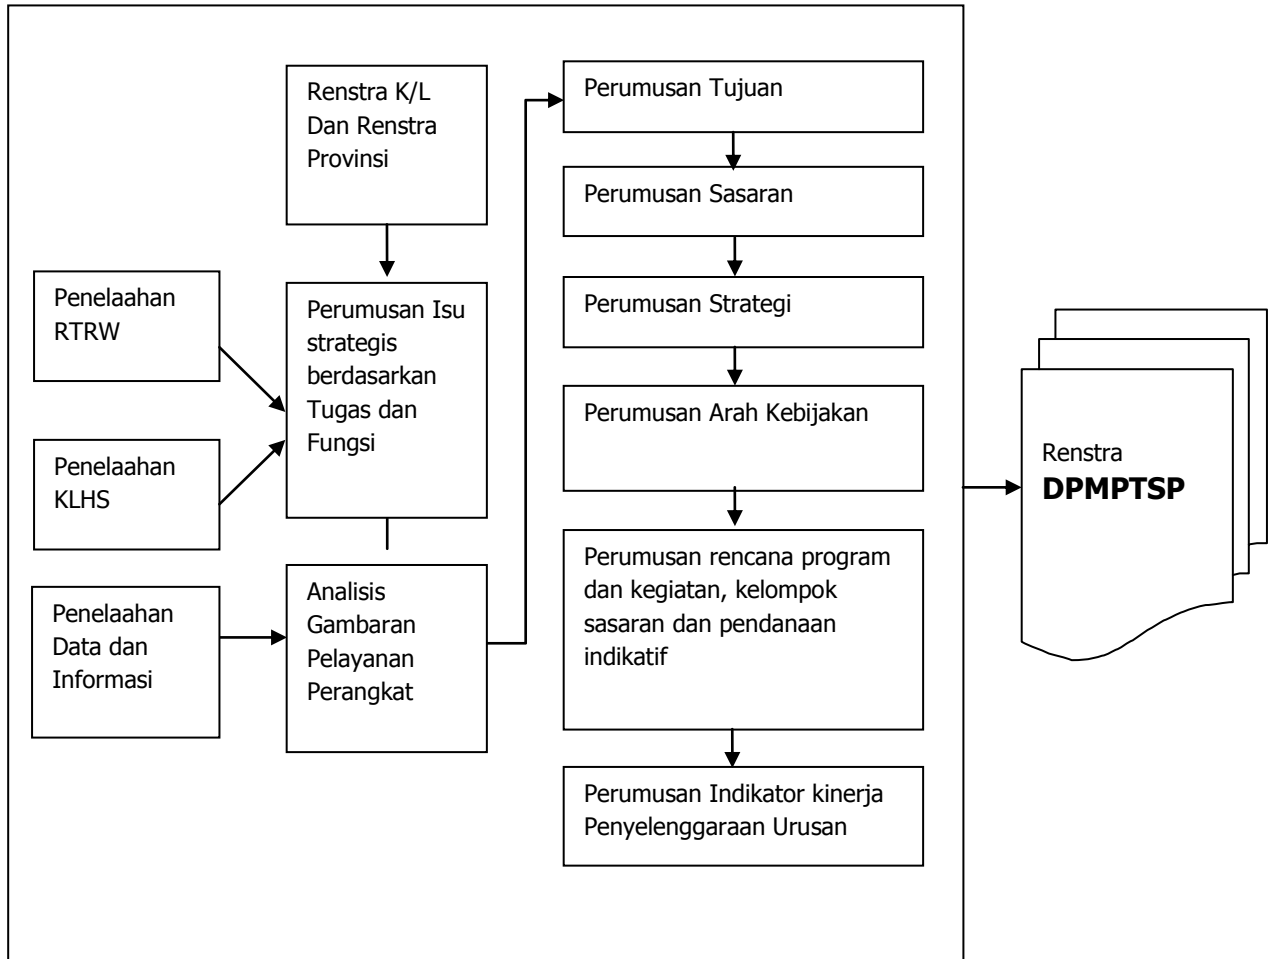 Renstra K/L
Dan Renstra
Provinsi
Penelaahan
RTRW
Perumusan Isu
strategis
berdasarkan
Tugas dan
Fungsi
Penelaahan
KLHS
Penelaahan
Data dan
Informasi
Analisis
Gambaran
Pelayanan
Perangkat
Perumusan Tujuan
Perumusan Sasaran
Perumusan Strategi
Perumusan Arah Kebijakan
Perumusan rencana program
dan kegiatan, kelompok
sasaran dan pendanaan
indikatif
Perumusan Indikator kinerja
Penyelenggaraan Urusan
Renstra
DPMPTSP